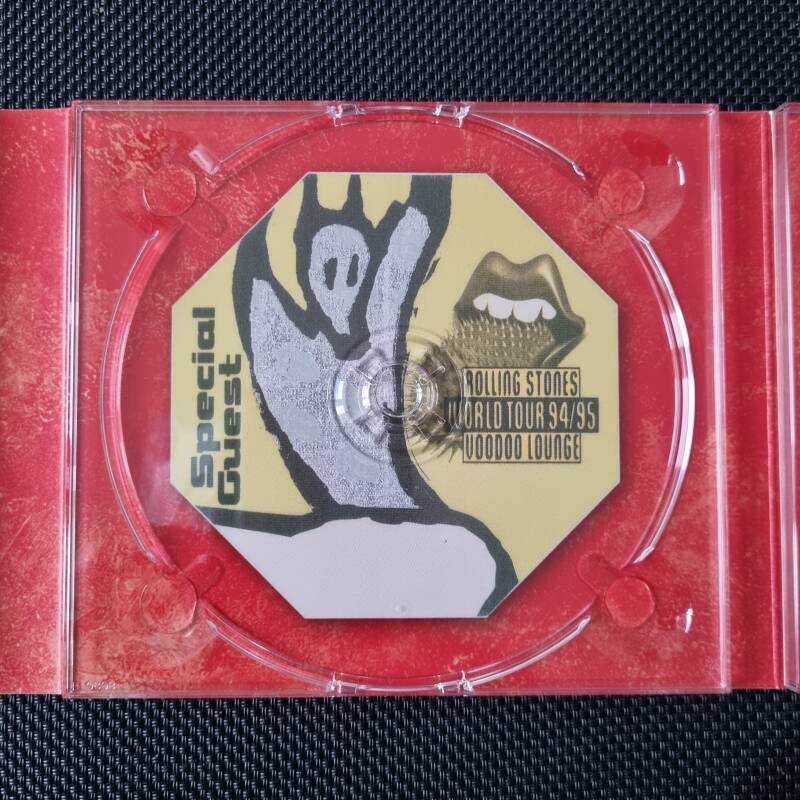 Special
Guest
ROLLING STONES
WORLD TOUR 94/95
VOODOO LOUNGE